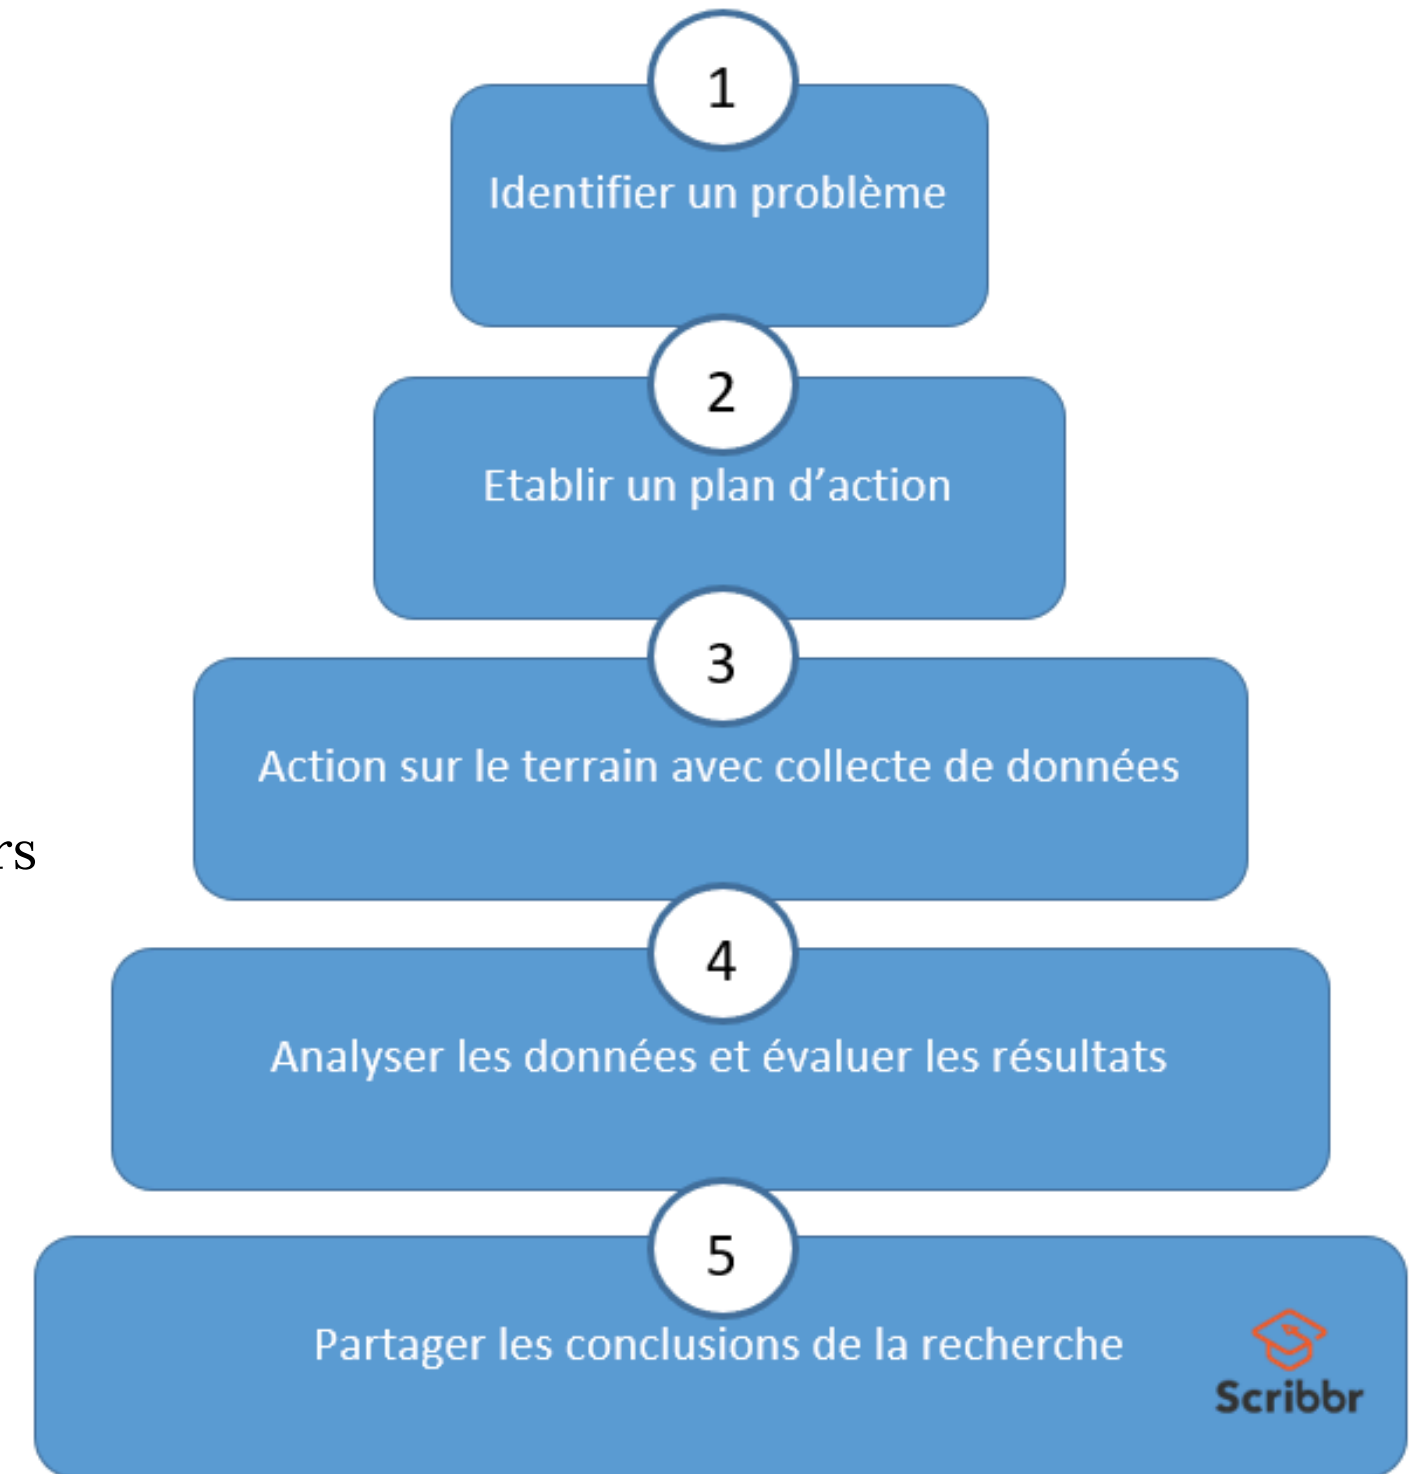 1
Identifier un problème
2
Etablir un plan d’action
3
Action sur le terrain avec collecte de données
rs
4
Analyser les données et évaluer les résultats
5
Partager les conclusions de la recherche
Scribbr